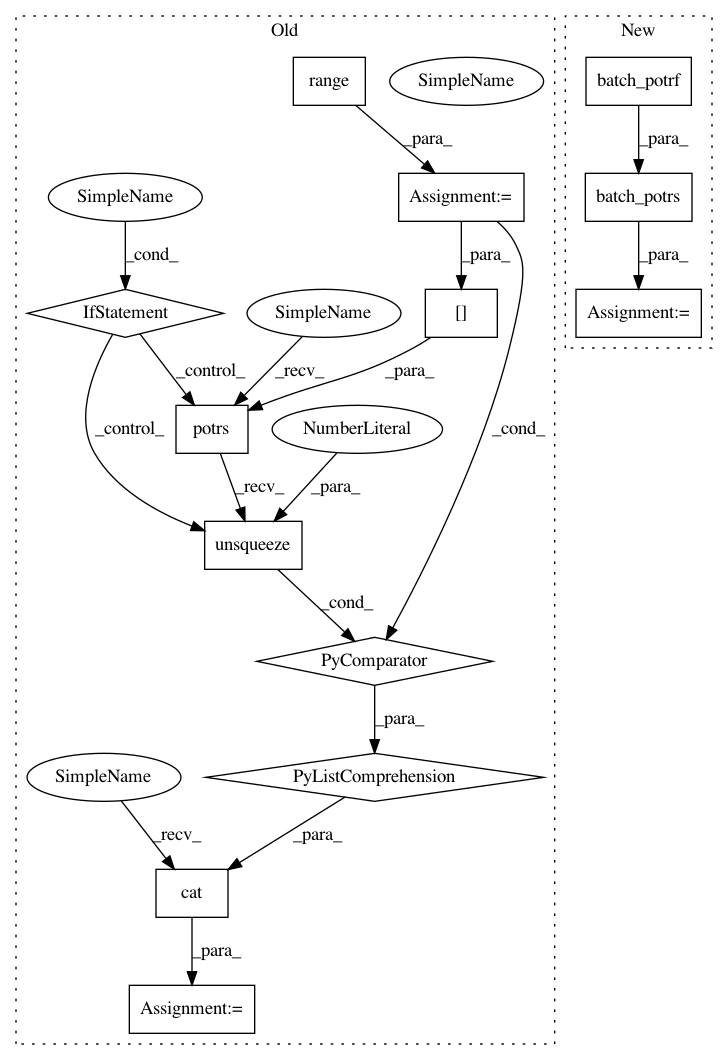 Old
New
range
SimpleName
batch_potrf
_para_
_para_
SimpleName
Assignment:=
batch_potrs
_cond_
_para_
_para_
IfStatement
SimpleName
[]
Assignment:=
_control_
_recv_
_para_
_control_
potrs
NumberLiteral
_cond_
_recv_
_para_
unsqueeze
_cond_
PyComparator
_para_
SimpleName
PyListComprehension
_recv_
_para_
cat
_para_
Assignment:=